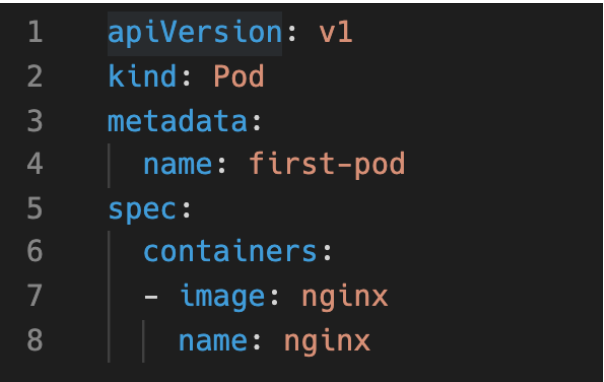 1 apiVersion: v1
2 kind: Pod
3 metadata:
4   name: first-pod
5 spec:
6   containers:
7   - image: nginx
8     name: nginx